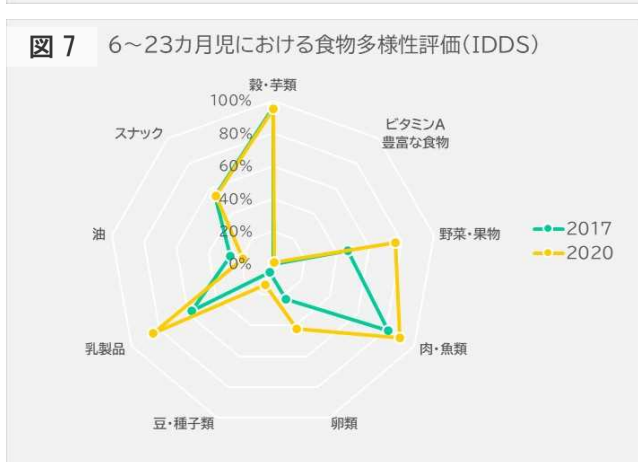 図 7 6～23カ月児における食物多様性評価(IDDS)
穀・芋類
100%
80%
60%
40%
20%
0%
ビタミンA
豊富な食物
野菜・果物
肉・魚類
卵類
豆・種子類
乳製品
油
スナック
2017
2020